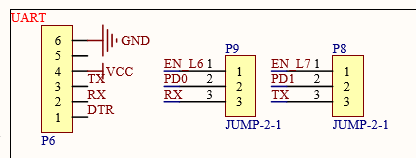 UART
6 GND
5
4 VCC
3 TX
2 RX
1 DTR
P6
P9
EN_L6 1 1
PD0 2 2
RX 3 3
JUMP-2-1
P8
EN_L7 1 1
PD1 2 2
TX 3 3
JUMP-2-1